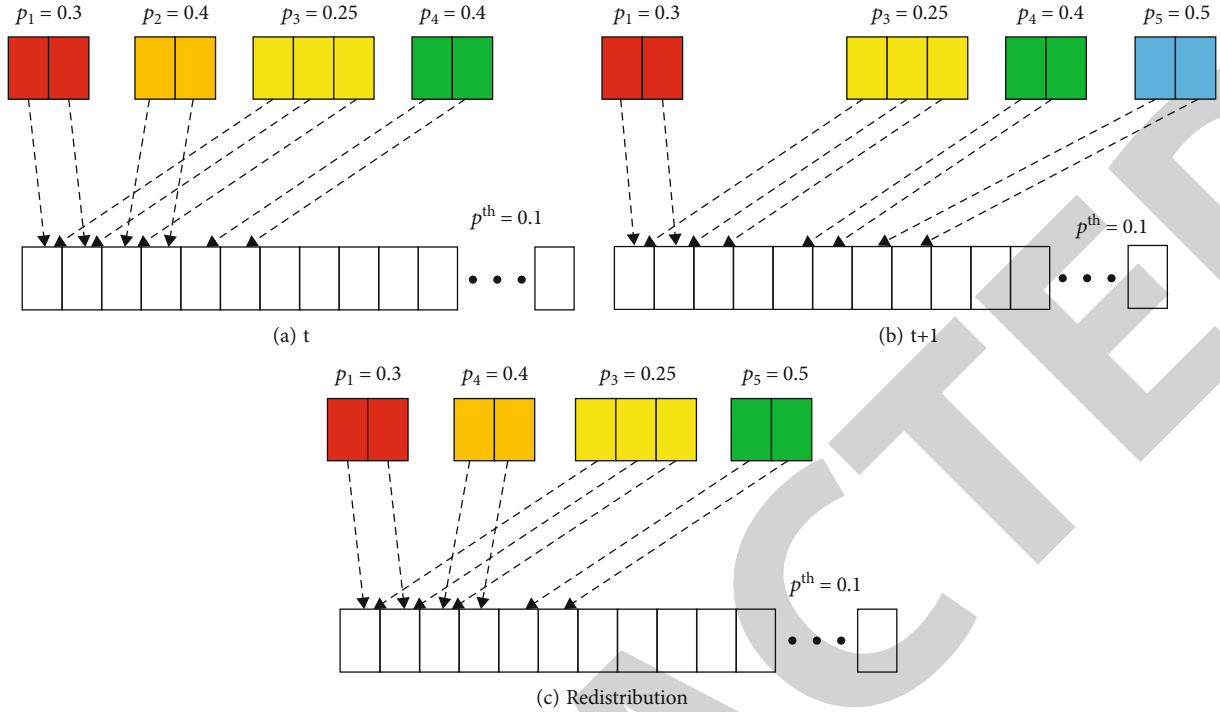 p₁ = 0.3 p₂ = 0.4 p₃ = 0.25 p₄ = 0.4
pᵗʰ = 0.1
(a) t
p₁ = 0.3 p₃ = 0.25 p₄ = 0.4 p₅ = 0.5
pᵗʰ = 0.1
(b) t+1
p₁ = 0.3 p₄ = 0.4 p₃ = 0.25 p₅ = 0.5
pᵗʰ = 0.1
(c) Redistribution
ACTED